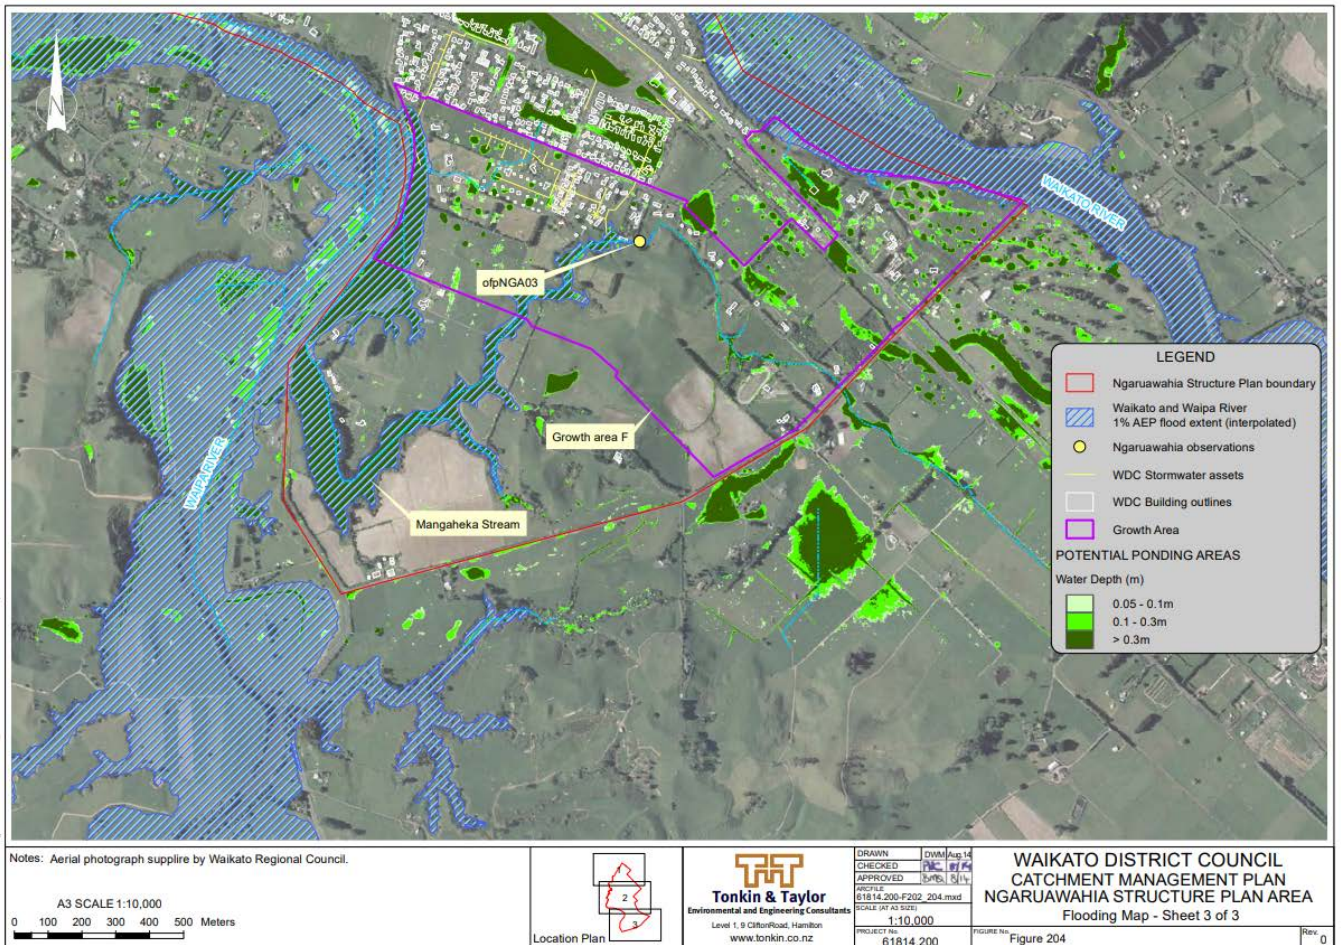 N
WAIKATO RIVER
ofpNGA03
Growth area F
WAIPA RIVER
Mangaheka Stream
LEGEND
Ngaruawahia Structure Plan boundary
Waikato and Waipa River
1% AEP flood extent (interpolated)
Ngaruawahia observations
WDC Stormwater assets
WDC Building outlines
Growth Area
POTENTIAL PONDING AREAS
Water Depth (m)
0.05 - 0.1m
0.1 - 0.3m
> 0.3m
Notes: Aerial photograph supplire by Waikato Regional Council.
A3 SCALE 1:10,000
0 50 100 200 300 400 500 Meters
1
2
3
Location Plan
T&T
Tonkin & Taylor
Environmental and Engineering Consultants
Level 1, 9 CliftonRoad, Hamilton
www.tonkin.co.nz
DRAWN DWM Aug.14
CHECKED
APPROVED
ARCFILE
61814.200-F202_204.mxd
SCALE (AT A3 SIZE)
1:10,000
PROJECT No.
61814.200
WAIKATO DISTRICT COUNCIL
CATCHMENT MANAGEMENT PLAN
NGARUAWAHIA STRUCTURE PLAN AREA
Flooding Map - Sheet 3 of 3
FIGURE No. Figure 204
Rev. 0